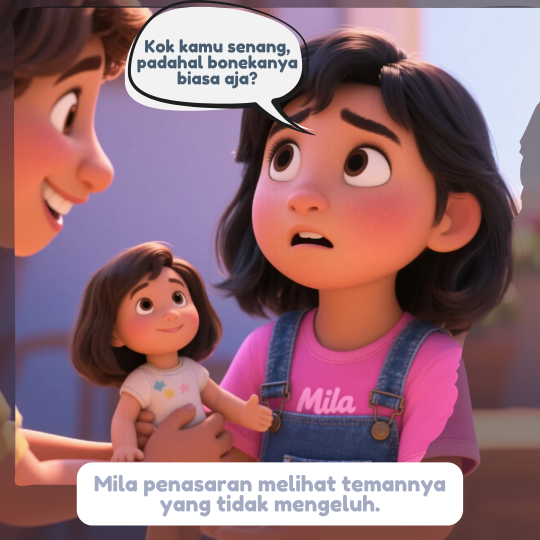 Kok kamu senang,
padahal bonekanya
biasa aja?
Mila
Mila penasaran melihat temannya
yang tidak mengeluh.